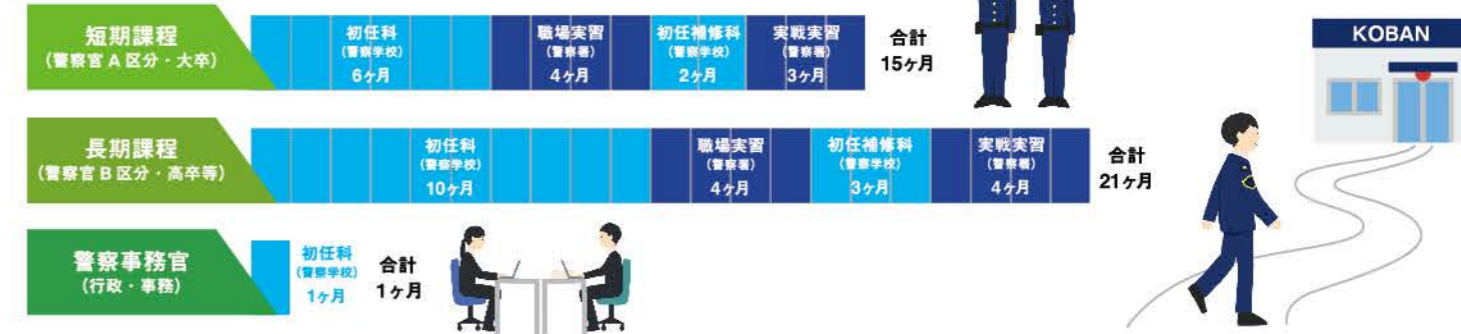 短期課程
(警察官A区分・大卒)
初任科
(警察学校)
6ヶ月
職場実習
(警察署)
4ヶ月
初任補修科
(警察学校)
2ヶ月
実戦実習
(警察署)
3ヶ月
合計
15ヶ月
KOBAN
長期課程
(警察官B区分・高卒等)
初任科
(警察学校)
10ヶ月
職場実習
(警察署)
4ヶ月
初任補修科
(警察学校)
3ヶ月
実戦実習
(警察署)
4ヶ月
合計
21ヶ月
警察事務官
(行政・事務)
初任科
(警察学校)
1ヶ月
合計
1ヶ月